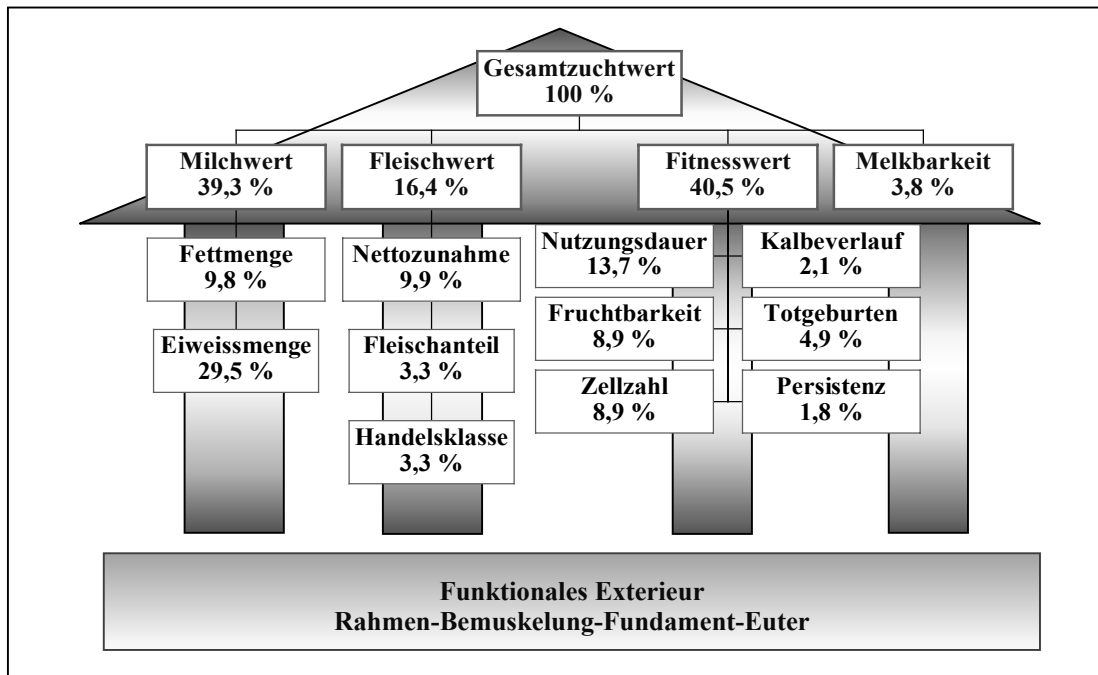 Gesamtzuchtwert
100 %
Milchwert
39,3 %
Fleischwert
16,4 %
Fitnesswert
40,5 %
Melkbarkeit
3,8 %
Fettmenge
9,8 %
Eiweissmenge
29,5 %
Nettozunahme
9,9 %
Fleischanteil
3,3 %
Handelsklasse
3,3 %
Nutzungsdauer
13,7 %
Fruchtbarkeit
8,9 %
Zellzahl
8,9 %
Kalbeverlauf
2,1 %
Totgeburten
4,9 %
Persistenz
1,8 %
Funktionales Exterieur
Rahmen-Bemuskelung-Fundament-Euter